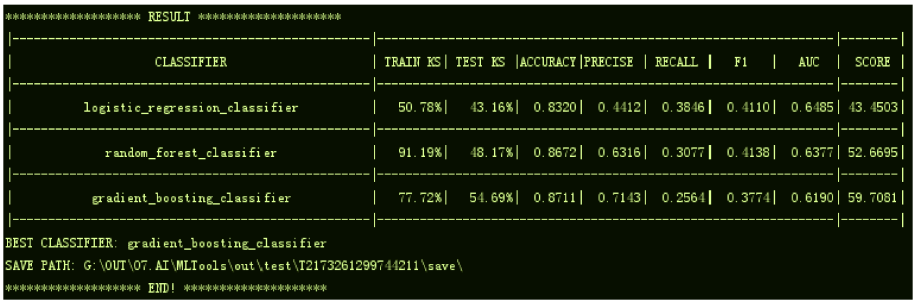 ******************* RESULT ********************
|--------------------------------------------------|----------------------------------------------------------------|--------|
| CLASSIFIER | TRAIN KS| TEST KS |ACCURACY|PRECISE | RECALL | F1 | AUC | SCORE |
|--------------------------------------------------|----------------------------------------------------------------|--------|
| logistic_regression_classifier | 50.78%| 43.16%| 0.8320| 0.4412| 0.3846| 0.4110| 0.6485| 43.4503|
|--------------------------------------------------|----------------------------------------------------------------|--------|
| random_forest_classifier | 91.19%| 48.17%| 0.8672| 0.6316| 0.3077| 0.4138| 0.6377| 52.6695|
|--------------------------------------------------|----------------------------------------------------------------|--------|
| gradient_boosting_classifier | 77.72%| 54.69%| 0.8711| 0.7143| 0.2564| 0.3774| 0.6190| 59.7081|
|--------------------------------------------------|----------------------------------------------------------------|--------|
BEST CLASSIFIER: gradient_boosting_classifier
SAVE PATH: G:\OUT\07.AI\MLTools\out\test\T2173261299744211\save\
******************* END! ********************